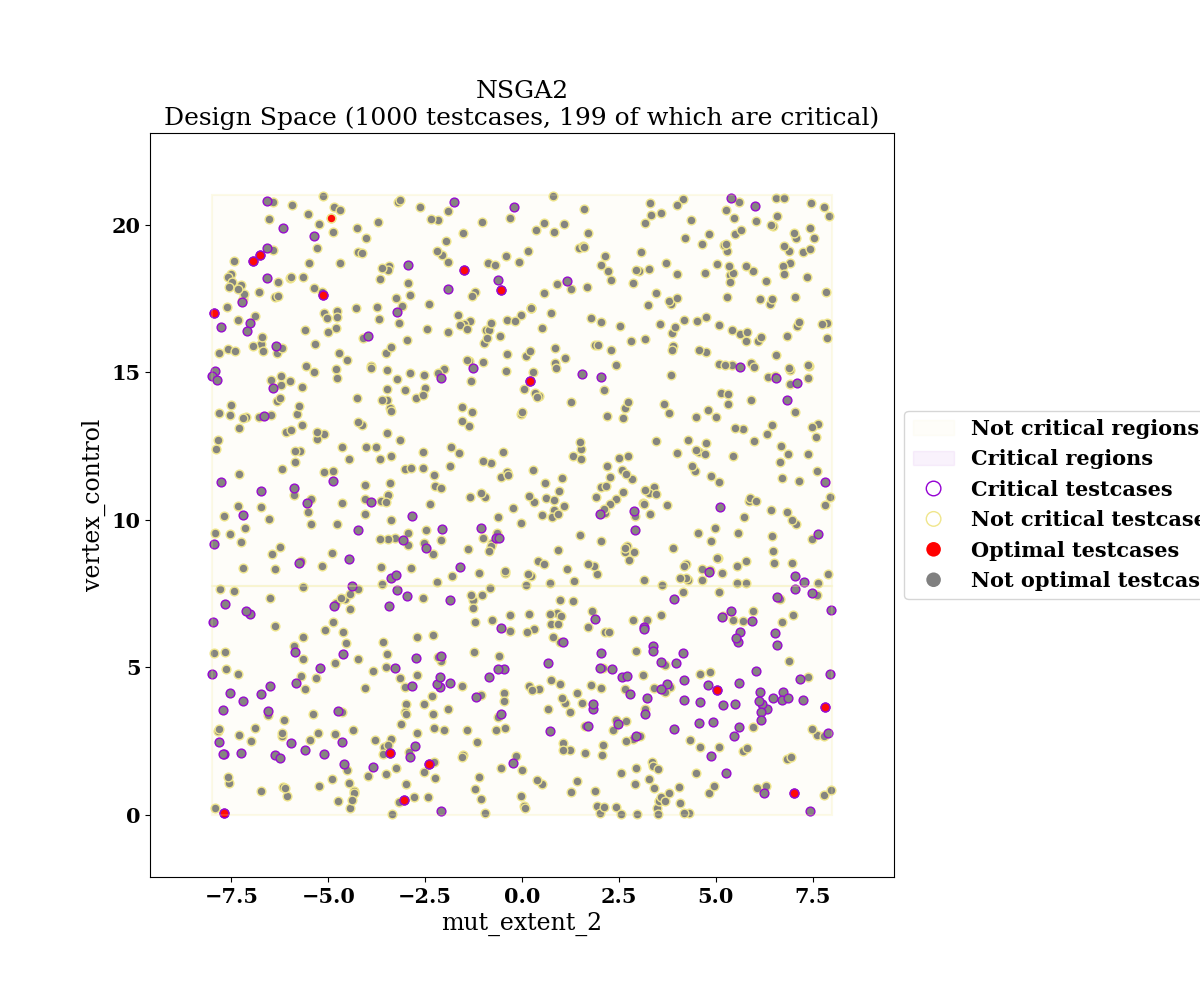 NSGA2
Design Space (1000 testcases, 199 of which are critical)
vertex_control
20
15
10
5
0
−7.5
−5.0
−2.5
0.0
2.5
5.0
7.5
mut_extent_2
Not critical regions
Critical regions
Critical testcases
Not critical testcase
Optimal testcases
Not optimal testcas